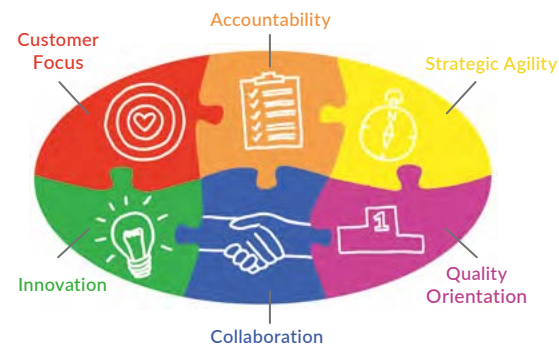 Accountability
Customer
Focus
Strategic Agility
1
Innovation
Quality
Orientation
Collaboration